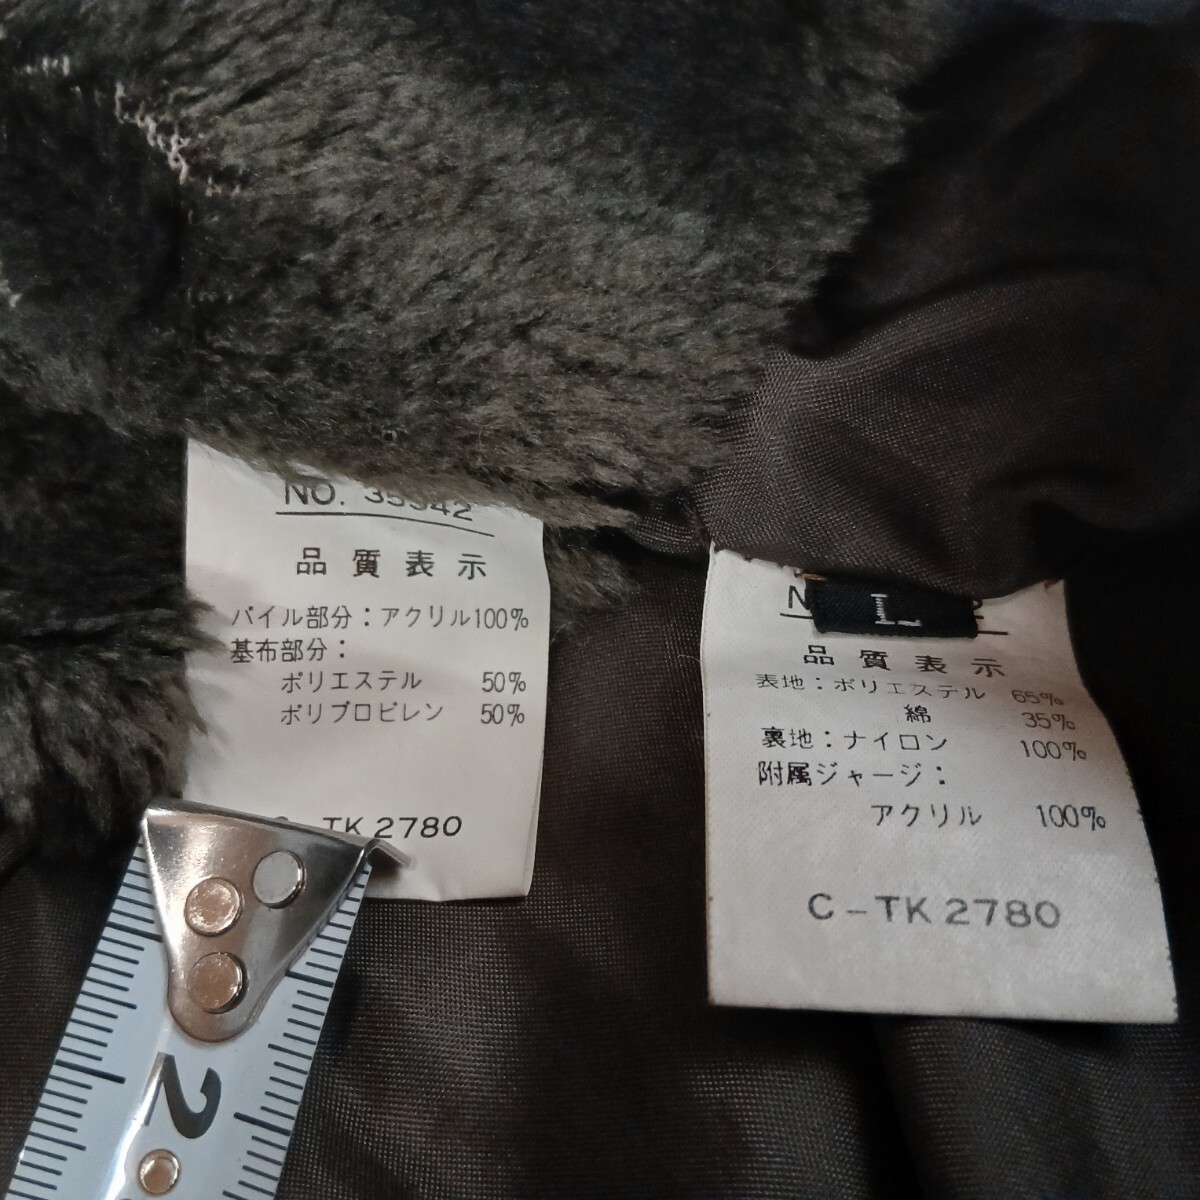 NO. 35342
品質表示
パイル部分：アクリル100%
基布部分：
ポリエステル 50%
ポリプロピレン 50%
TK 2780
L
品質表示
表地：ポリエステル 65%
綿 35%
裏地：ナイロン 100%
附属ジャージ：
アクリル 100%
C－TK 2780
2